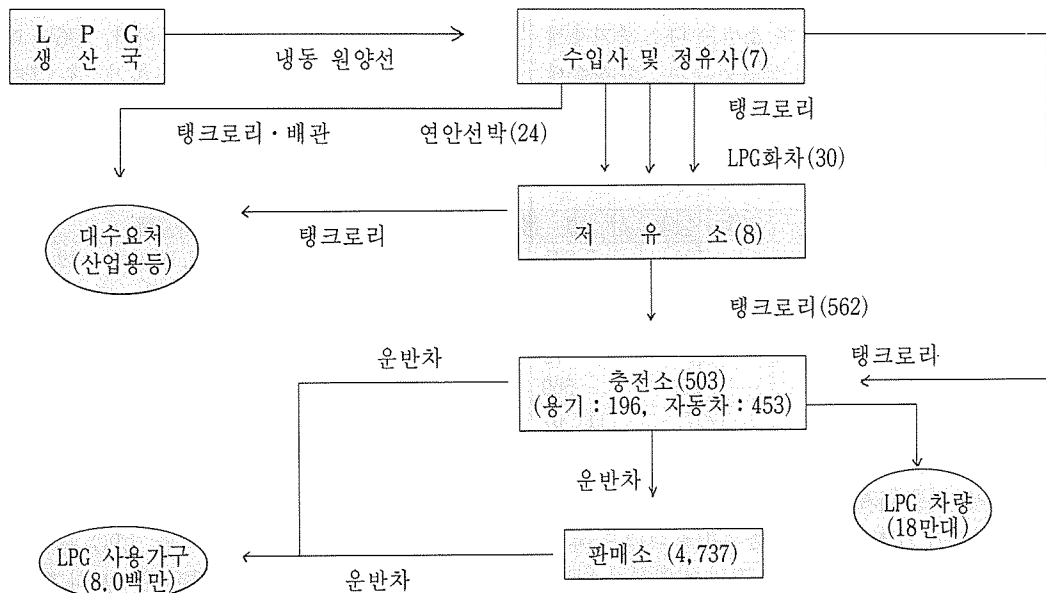 L P G
생 산 국
냉동 원양선
수입사 및 정유사(7)
탱크로리
탱크로리·배관
연안선박(24)
LPG화차(30)
대수요처
(산업용등)
탱크로리
저 유 소(8)
탱크로리(562)
운반차
탱크로리
충전소(503)
(용기:196, 자동차:453)
운반차
LPG 차량
(18만대)
LPG 사용가구
(8.0백만)
운반차
판매소 (4,737)